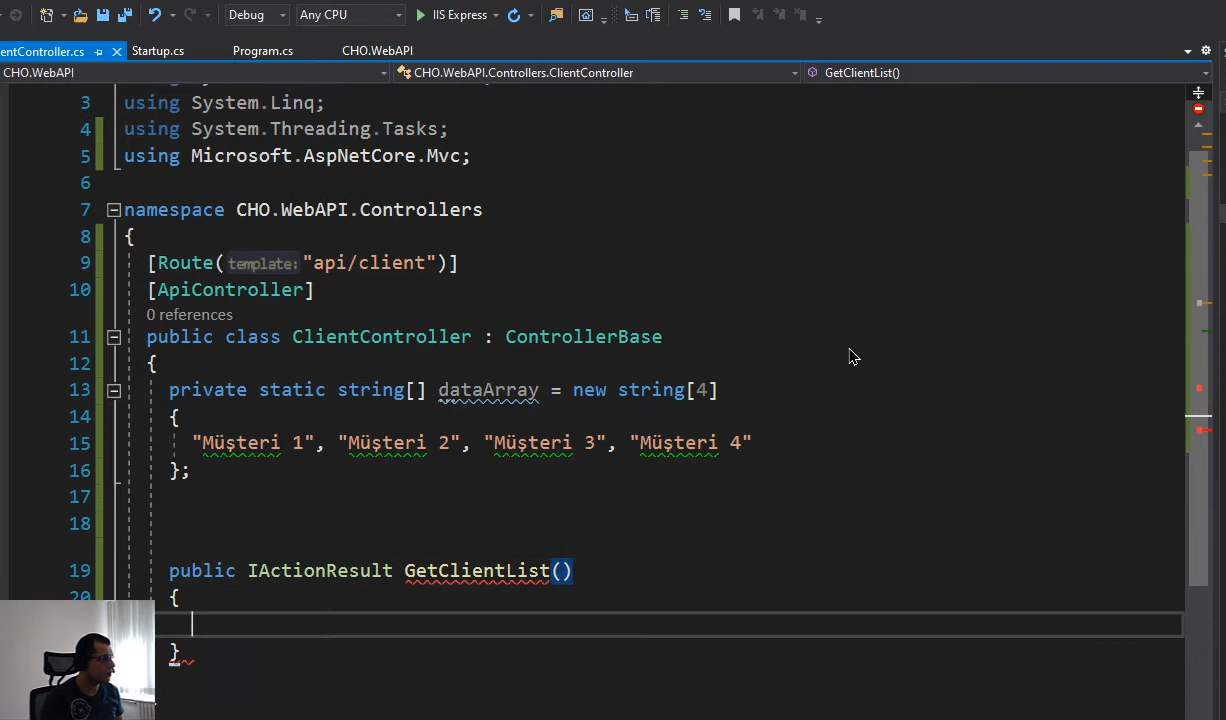 Debug Any CPU IIS Express
entController.cs Startup.cs Program.cs CHO.WebAPI
CHO.WebAPI CHO.WebAPI.Controllers.ClientController GetClientList()
3 using System.Linq;
4 using System.Threading.Tasks;
5 using Microsoft.AspNetCore.Mvc;
6
7 namespace CHO.WebAPI.Controllers
8 {
9 [Route(template:"api/client")]
10 [ApiController]
0 references
11 public class ClientController : ControllerBase
12 {
13 private static string[] dataArray = new string[4]
14 {
15 "Müşteri 1", "Müşteri 2", "Müşteri 3", "Müşteri 4"
16 };
17
18
19 public IActionResult GetClientList()
20 {
}